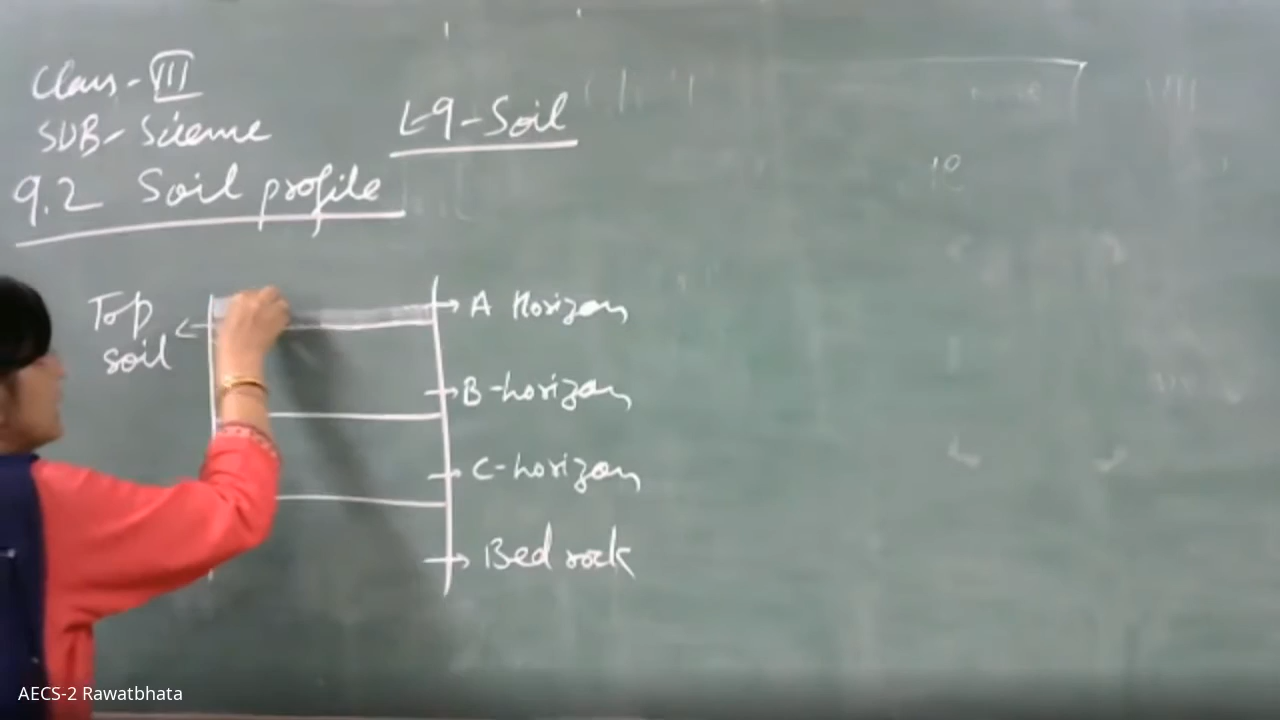 Class - VII
SUB - Science
L-9-Soil
9.2 Soil profile
Top
soil
A Horizon
B-horizon
C-horizon
Bed rock
AECS-2 Rawatbhata